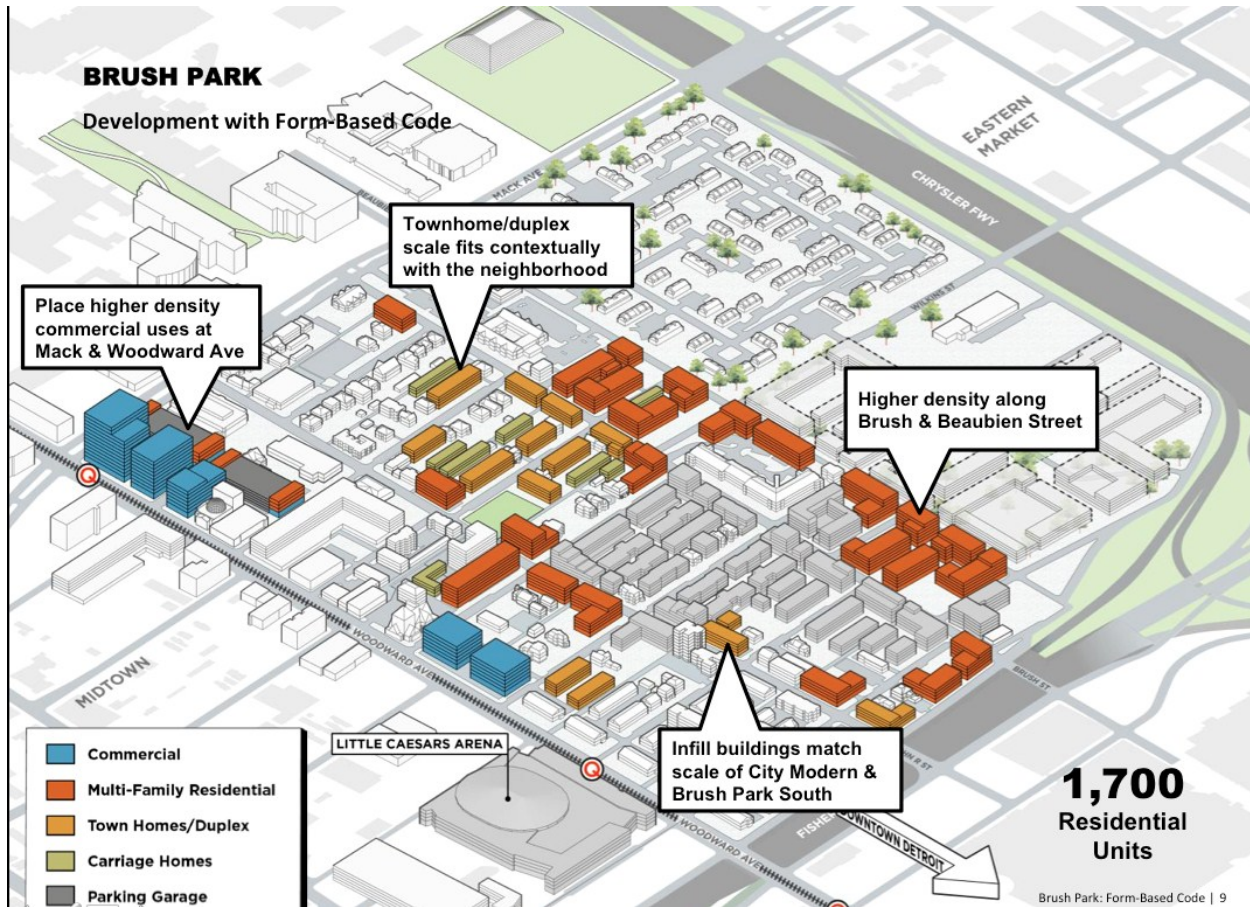 BRUSH PARK
Development with Form-Based Code
EASTERN
MARKET
CHRYSLER FWY
MACK AVE
Townhome/duplex
scale fits contextually
with the neighborhood
Place higher density
commercial uses at
Mack & Woodward Ave
WILKINS ST
Higher density along
Brush & Beaubien Street
Q
MIDTOWN
WOODWARD AVE
BRUSH ST
LITTLE CAESARS ARENA
Infill buildings match
scale of City Modern &
Brush Park South
Q
WOODWARD AVE
DOWNTOWN DETROIT
Commercial
Multi-Family Residential
Town Homes/Duplex
Carriage Homes
Parking Garage
1,700
Residential
Units
Brush Park: Form-Based Code | 9